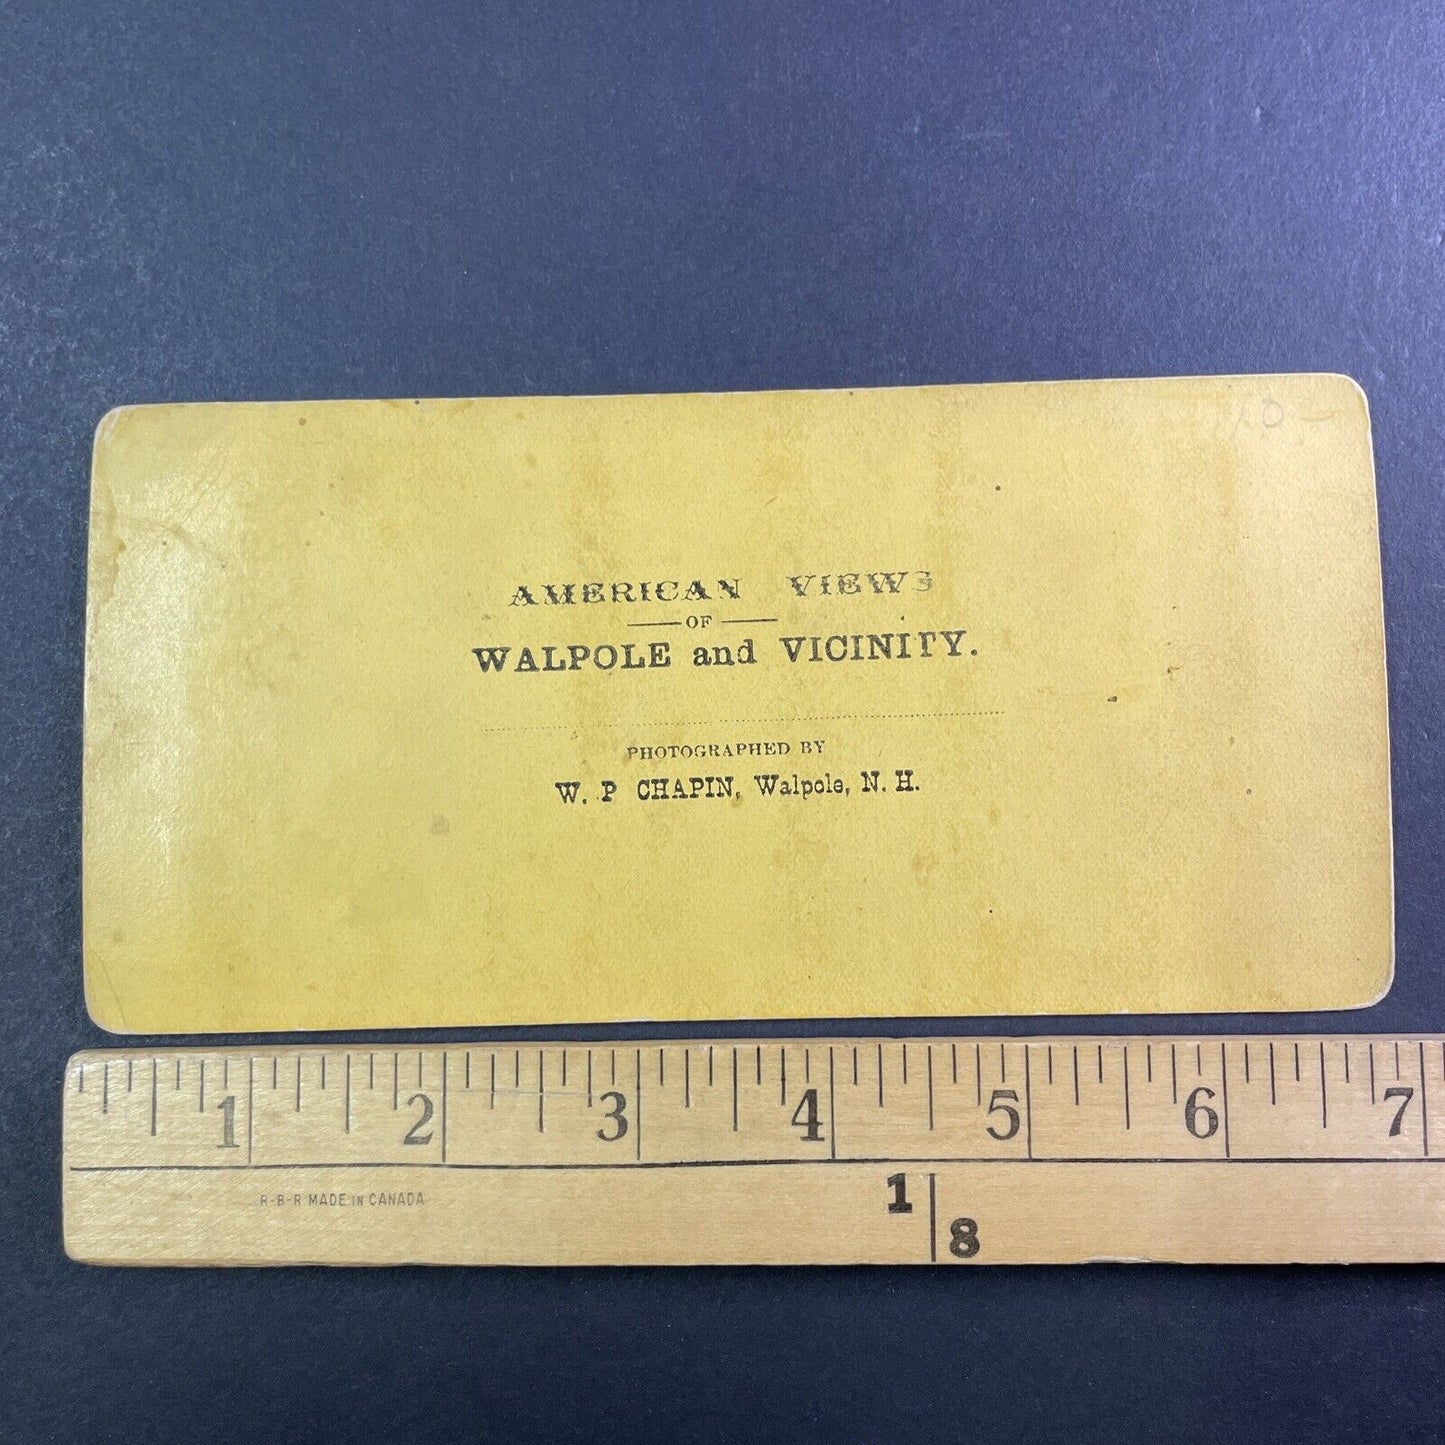 AMERICAN VIEWS
OF
WALPOLE and VICINITY.
PHOTOGRAPHED BY
W. P CHAPIN, Walpole, N. H.
1 2 3 4 5 6 7
R-B-R MADE IN CANADA
1
8